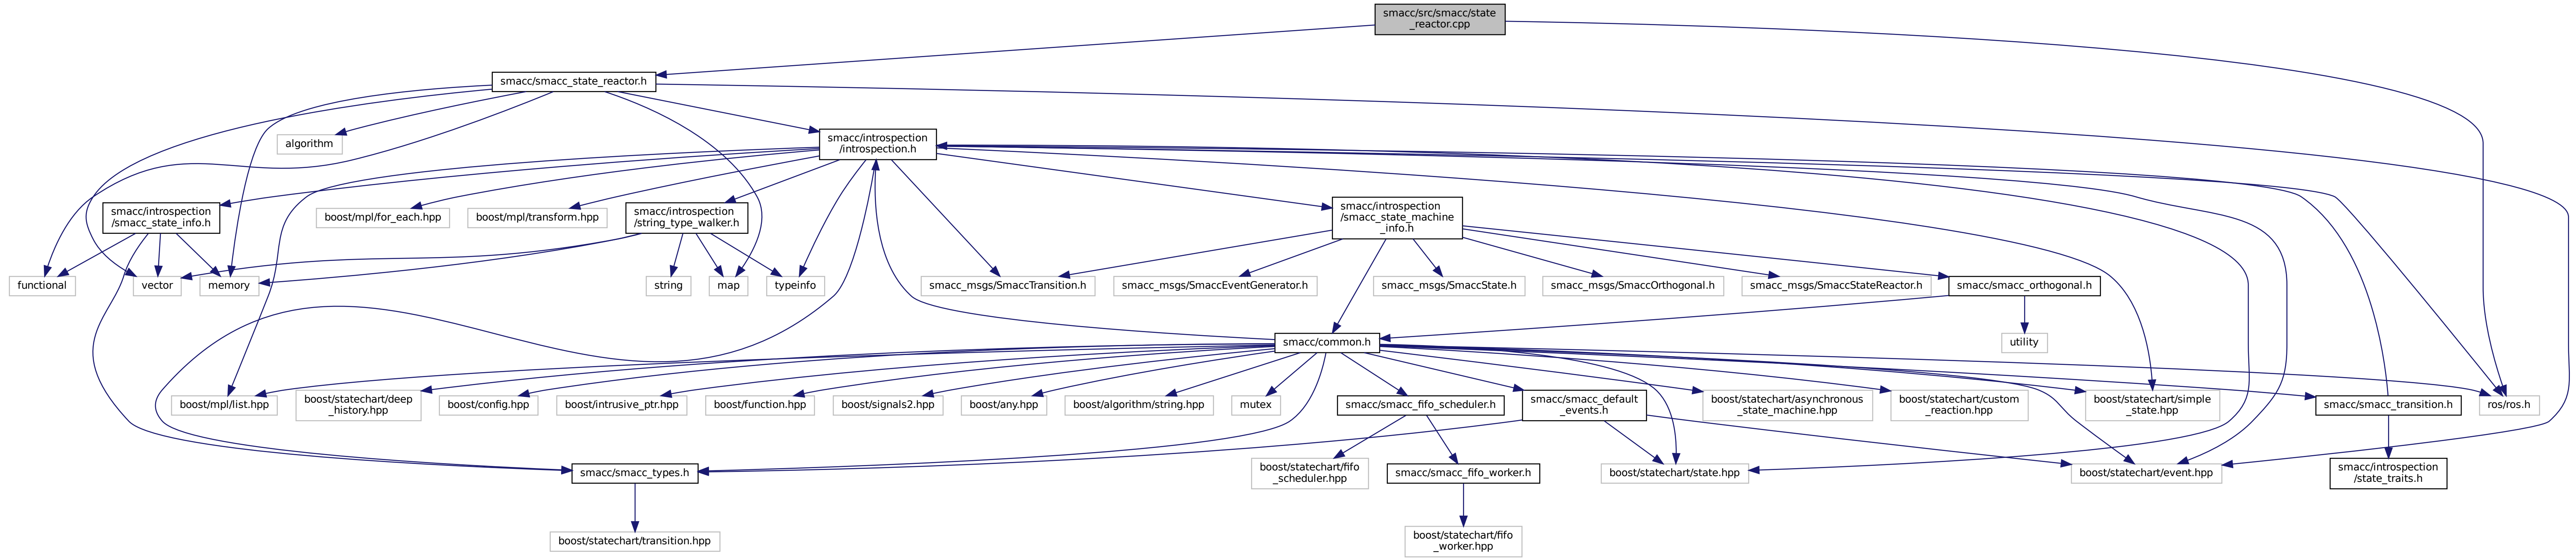 smacc/src/smacc/state
_reactor.cpp
smacc/smacc_state_reactor.h
algorithm
smacc/introspection
/introspection.h
smacc/introspection
/smacc_state_info.h
boost/mpl/for_each.hpp
boost/mpl/transform.hpp
smacc/introspection
/string_type_walker.h
smacc/introspection
/smacc_state_machine
_info.h
functional
vector
memory
string
map
typeinfo
smacc_msgs/SmaccTransition.h
smacc_msgs/SmaccEventGenerator.h
smacc_msgs/SmaccState.h
smacc_msgs/SmaccOrthogonal.h
smacc_msgs/SmaccStateReactor.h
smacc/smacc_orthogonal.h
smacc/common.h
utility
boost/mpl/list.hpp
boost/statechart/deep
_history.hpp
boost/config.hpp
boost/intrusive_ptr.hpp
boost/function.hpp
boost/signals2.hpp
boost/any.hpp
boost/algorithm/string.hpp
mutex
smacc/smacc_fifo_scheduler.h
smacc/smacc_default
_events.h
boost/statechart/asynchronous
_state_machine.hpp
boost/statechart/custom
_reaction.hpp
boost/statechart/simple
_state.hpp
smacc/smacc_transition.h
ros/ros.h
smacc/smacc_types.h
boost/statechart/fifo
_scheduler.hpp
smacc/smacc_fifo_worker.h
boost/statechart/state.hpp
boost/statechart/event.hpp
smacc/introspection
/state_traits.h
boost/statechart/transition.hpp
boost/statechart/fifo
_worker.hpp